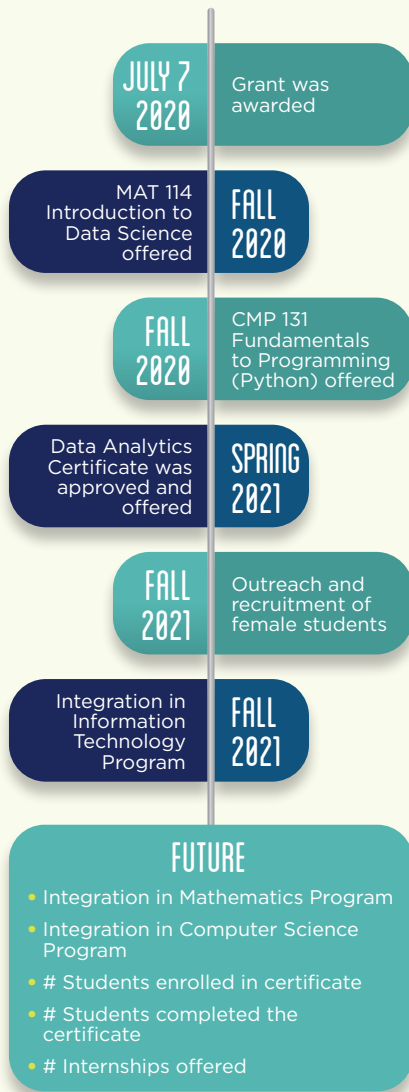 JULY 7
2020
Grant was
awarded
MAT 114
Introduction to
Data Science
offered
FALL
2020
FALL
2020
CMP 131
Fundamentals
to Programming
(Python) offered
Data Analytics
Certificate was
approved and
offered
SPRING
2021
FALL
2021
Outreach and
recruitment of
female students
Integration in
Information
Technology
Program
FALL
2021
FUTURE
• Integration in Mathematics Program
• Integration in Computer Science
Program
• # Students enrolled in certificate
• # Students completed the
certificate
• # Internships offered